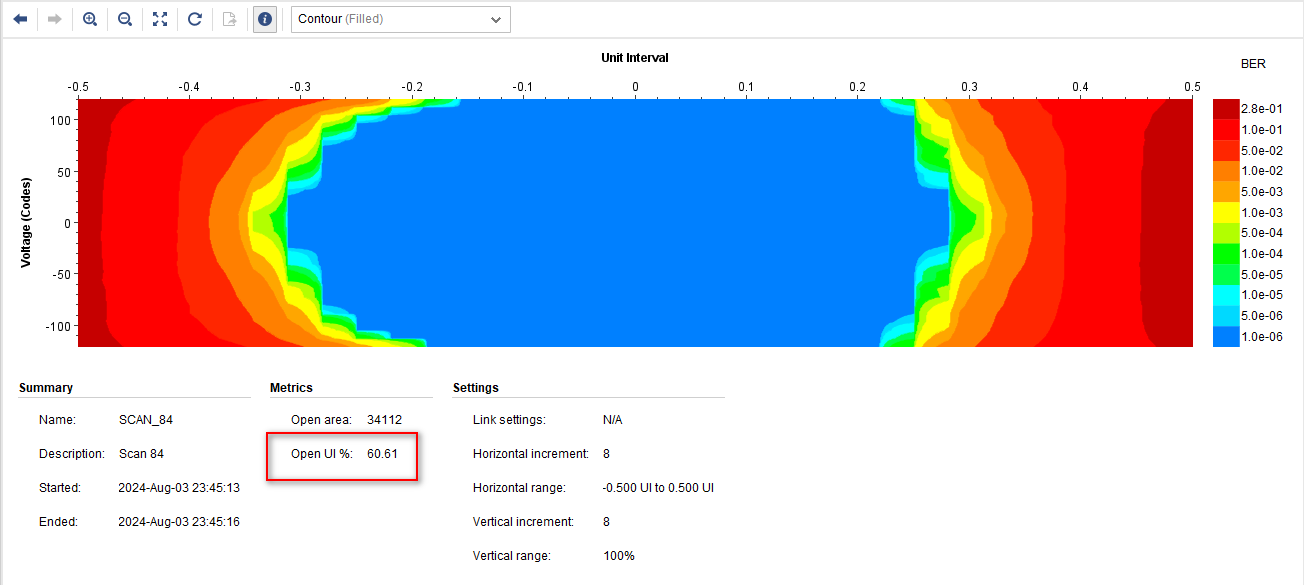 Contour (Filled)
Unit Interval
BER
-0.5 -0.4 -0.3 -0.2 -0.1 0 0.1 0.2 0.3 0.4 0.5
Voltage (Codes)
100
50
0
-50
-100
2.8e-01
1.0e-01
5.0e-02
1.0e-02
5.0e-03
1.0e-03
5.0e-04
1.0e-04
5.0e-05
1.0e-05
5.0e-06
1.0e-06
Summary
Name: SCAN_84
Description: Scan 84
Started: 2024-Aug-03 23:45:13
Ended: 2024-Aug-03 23:45:16
Metrics
Open area: 34112
Open UI %: 60.61
Settings
Link settings: N/A
Horizontal increment: 8
Horizontal range: -0.500 UI to 0.500 UI
Vertical increment: 8
Vertical range: 100%